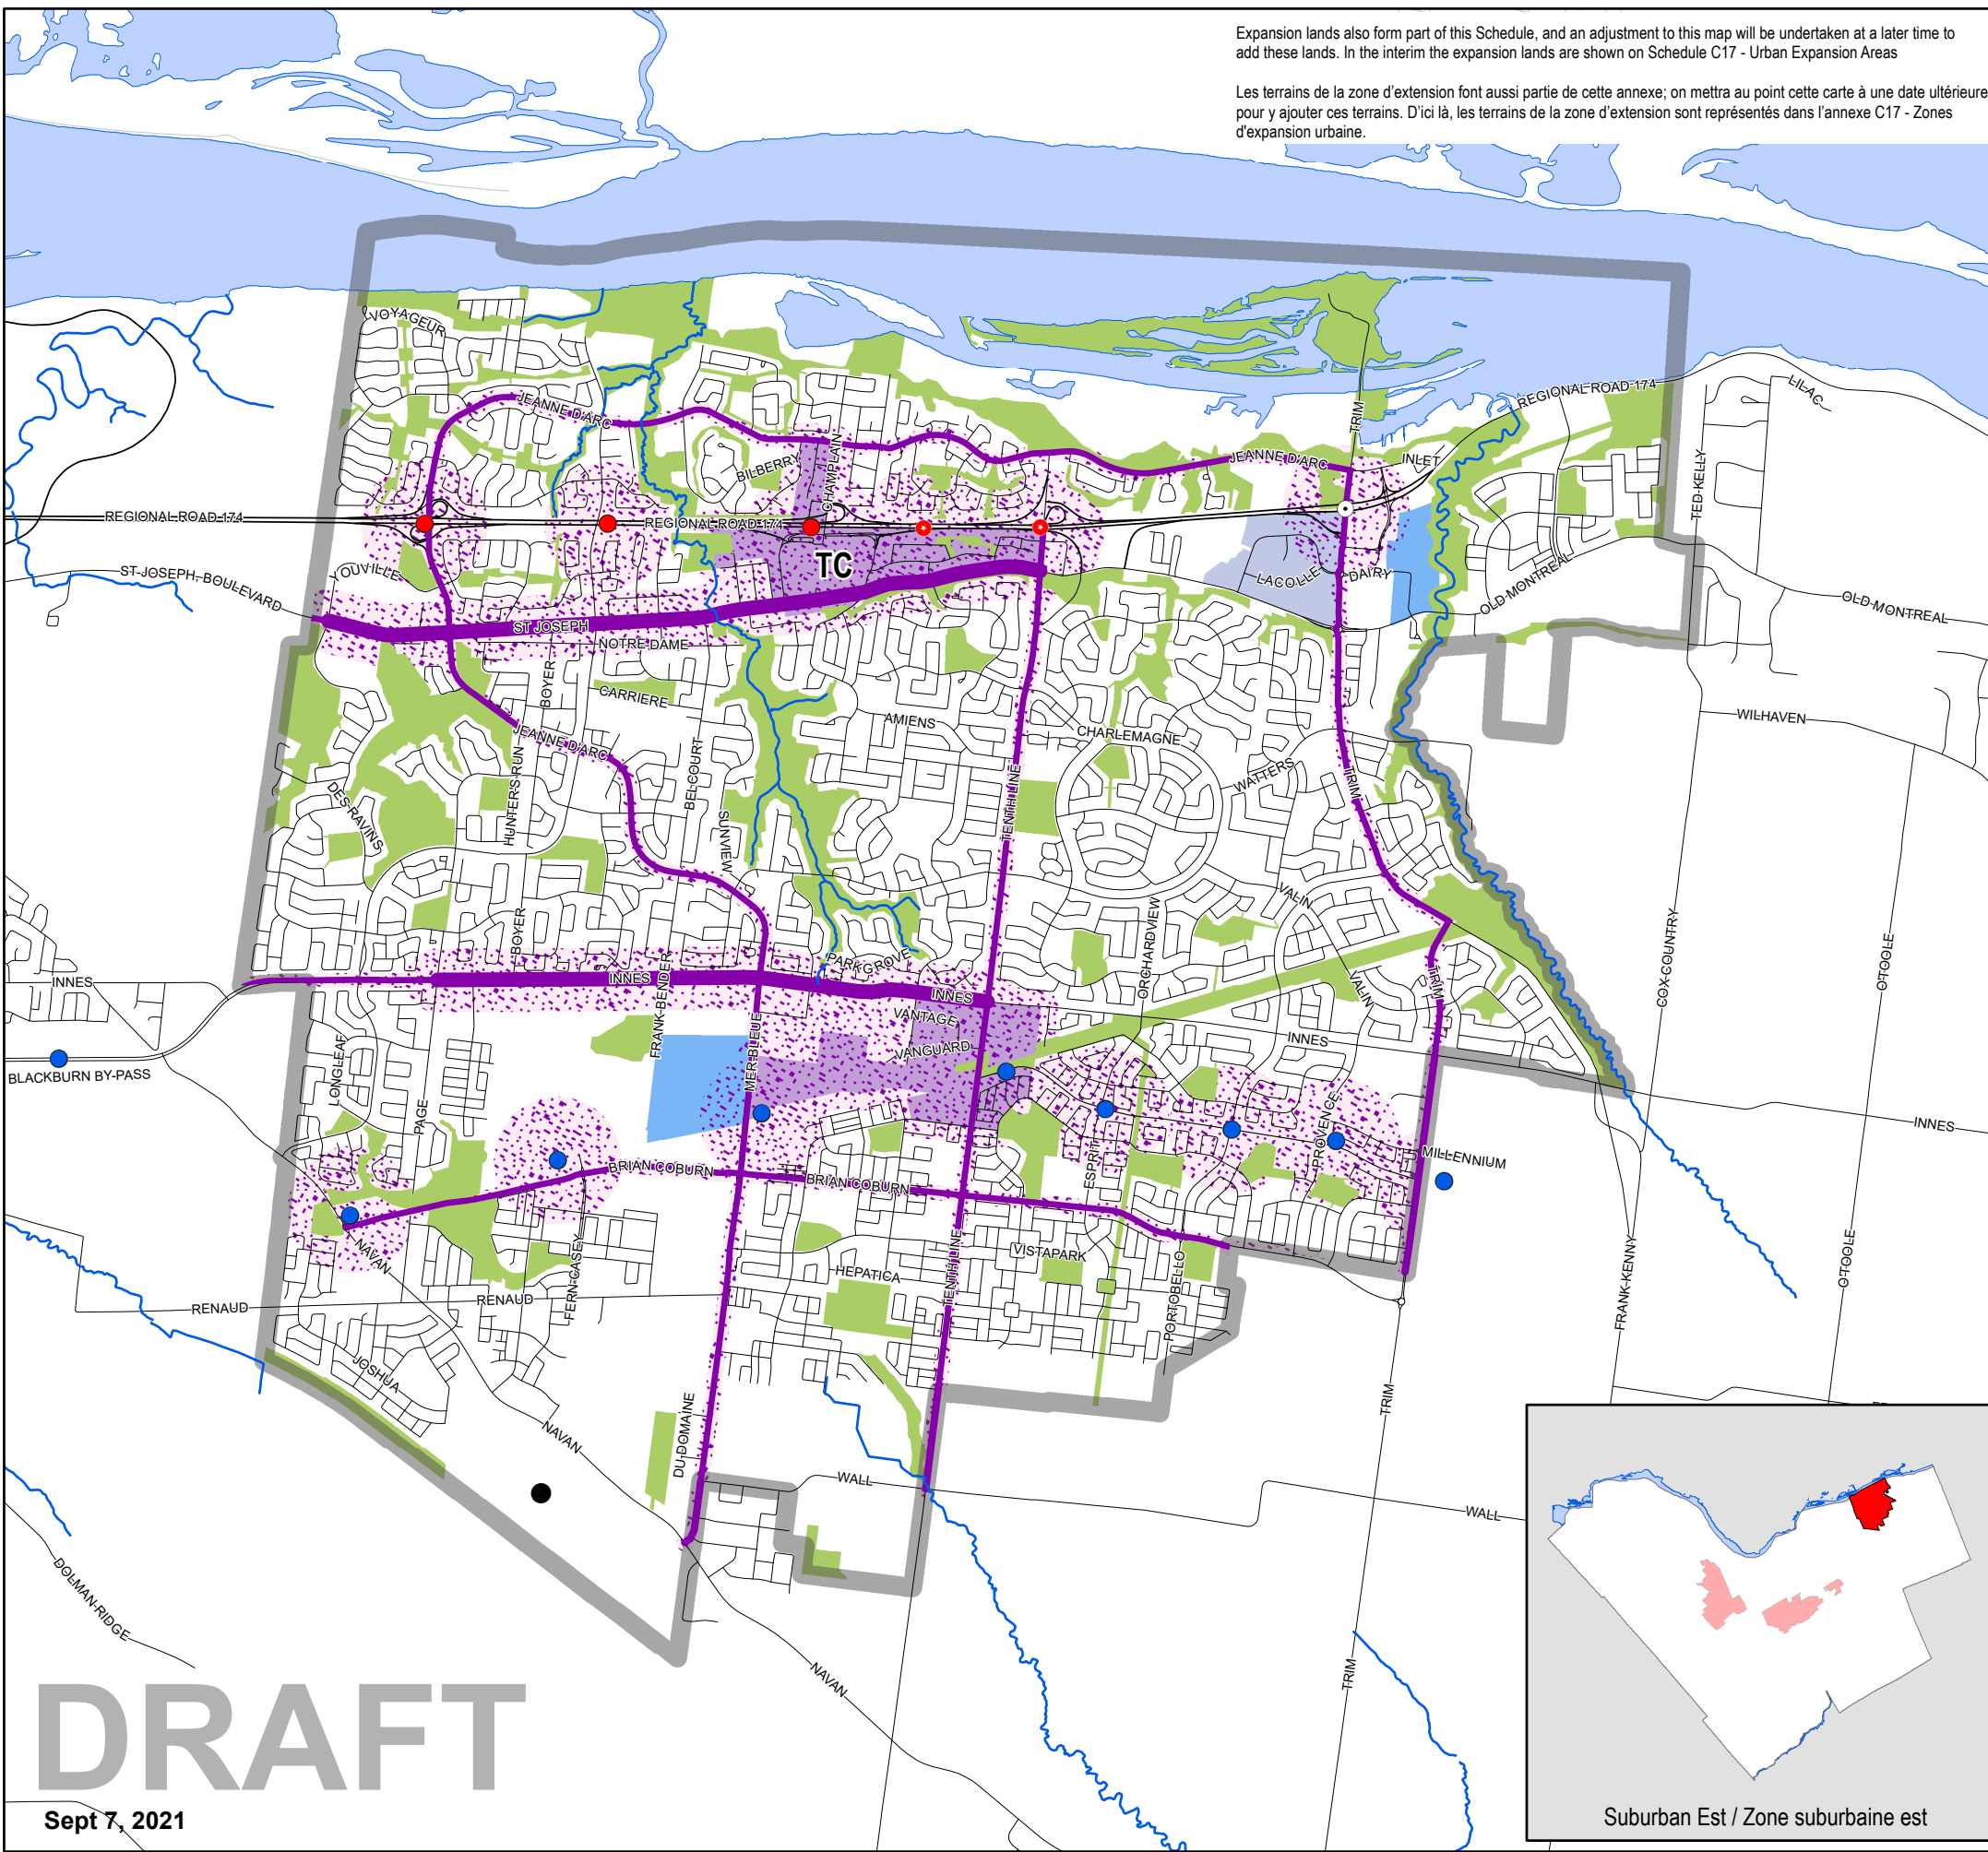 Expansion lands also form part of this Schedule, and an adjustment to this map will be undertaken at a later time to
add these lands. In the interim the expansion lands are shown on Schedule C17 - Urban Expansion Areas
Les terrains de la zone d'extension font aussi partie de cette annexe; on mettra au point cette carte à une date ultérieure
pour y ajouter ces terrains. D'ici là, les terrains de la zone d'extension sont représentés dans l'annexe C17 - Zones
d'expansion urbaine.
VOYAGEUR
JEANNE D'ARC
BILBERRY
CHAMPLAIN
JEANNE D'ARC
TRIM
INLET
REGIONAL ROAD 174
LILAC
TED KELLY
REGIONAL ROAD 174
REGIONAL ROAD 174
TC
YOUVILLE
ST JOSEPH BOULEVARD
ST JOSEPH
NOTRE DAME
LACOLLE
DAIRY
OLD MONTREAL
OLD MONTREAL
BOYER
CARRIERE
AMIENS
CHARLEMAGNE
WILHAVEN
JEANNE D'ARC
HUNTERS RUN
BELCOURT
SUNVIEW
TENTH LINE
WATTERS
TRIM
DES RAVINS
VALIN
BOYER
ORCHARDVIEW
PARKGROVE
INNES
INNES
INNES
FRANK BENDER
VANTAGE
VANGUARD
VALIN
TRIM
COX COUNTRY
O'TOOLE
INNES
INNES
BLACKBURN BY-PASS
LONGLEAF
PAGE
MER BLEUE
ESPRIT
PROVENCE
MILLENNIUM
BRIAN COBURN
BRIAN COBURN
NAVAN
VISTAPARK
HEPATICA
TENTH LINE
PORTOBELLO
FERN CASEY
RENAUD
RENAUD
FRANK KENNY
O'TOOLE
JOSHUA
NAVAN
DU DOMAINE
TRIM
WALL
WALL
DOLMAN RIDGE
NAVAN
TRIM
DRAFT
Sept 7, 2021
Suburban Est / Zone suburbaine est